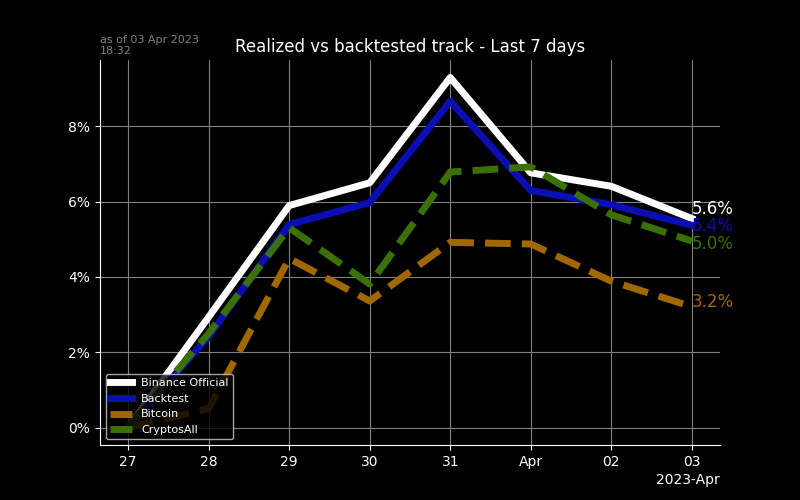 as of 03 Apr 2023
18:32
Realized vs backtested track - Last 7 days
8%
6%
4%
2%
0%
5.6%
5.4%
5.0%
3.2%
Binance Official
Backtest
Bitcoin
CryptosAll
27 28 29 30 31 Apr 02 03
2023-Apr